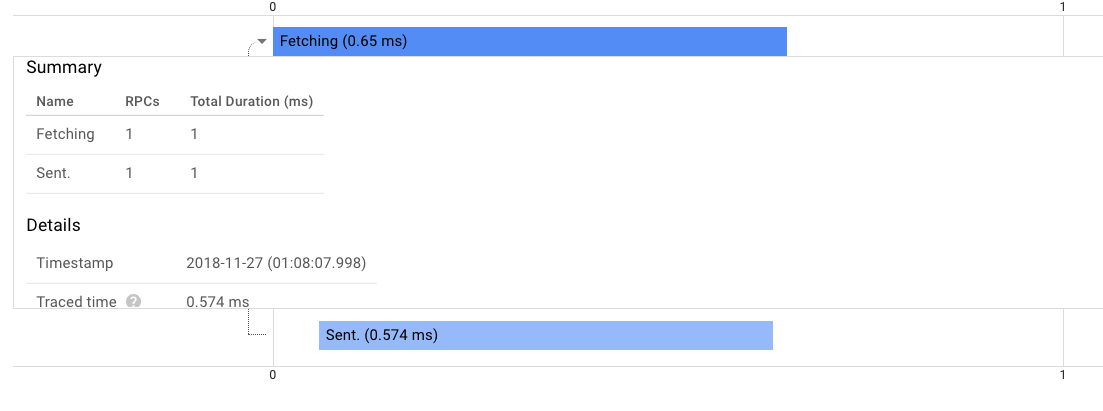 0 1
Fetching (0.65 ms)
Summary
Name RPCs Total Duration (ms)
Fetching 1 1
Sent. 1 1
Details
Timestamp 2018-11-27 (01:08:07.998)
Traced time ? 0.574 ms
Sent. (0.574 ms)
0 1